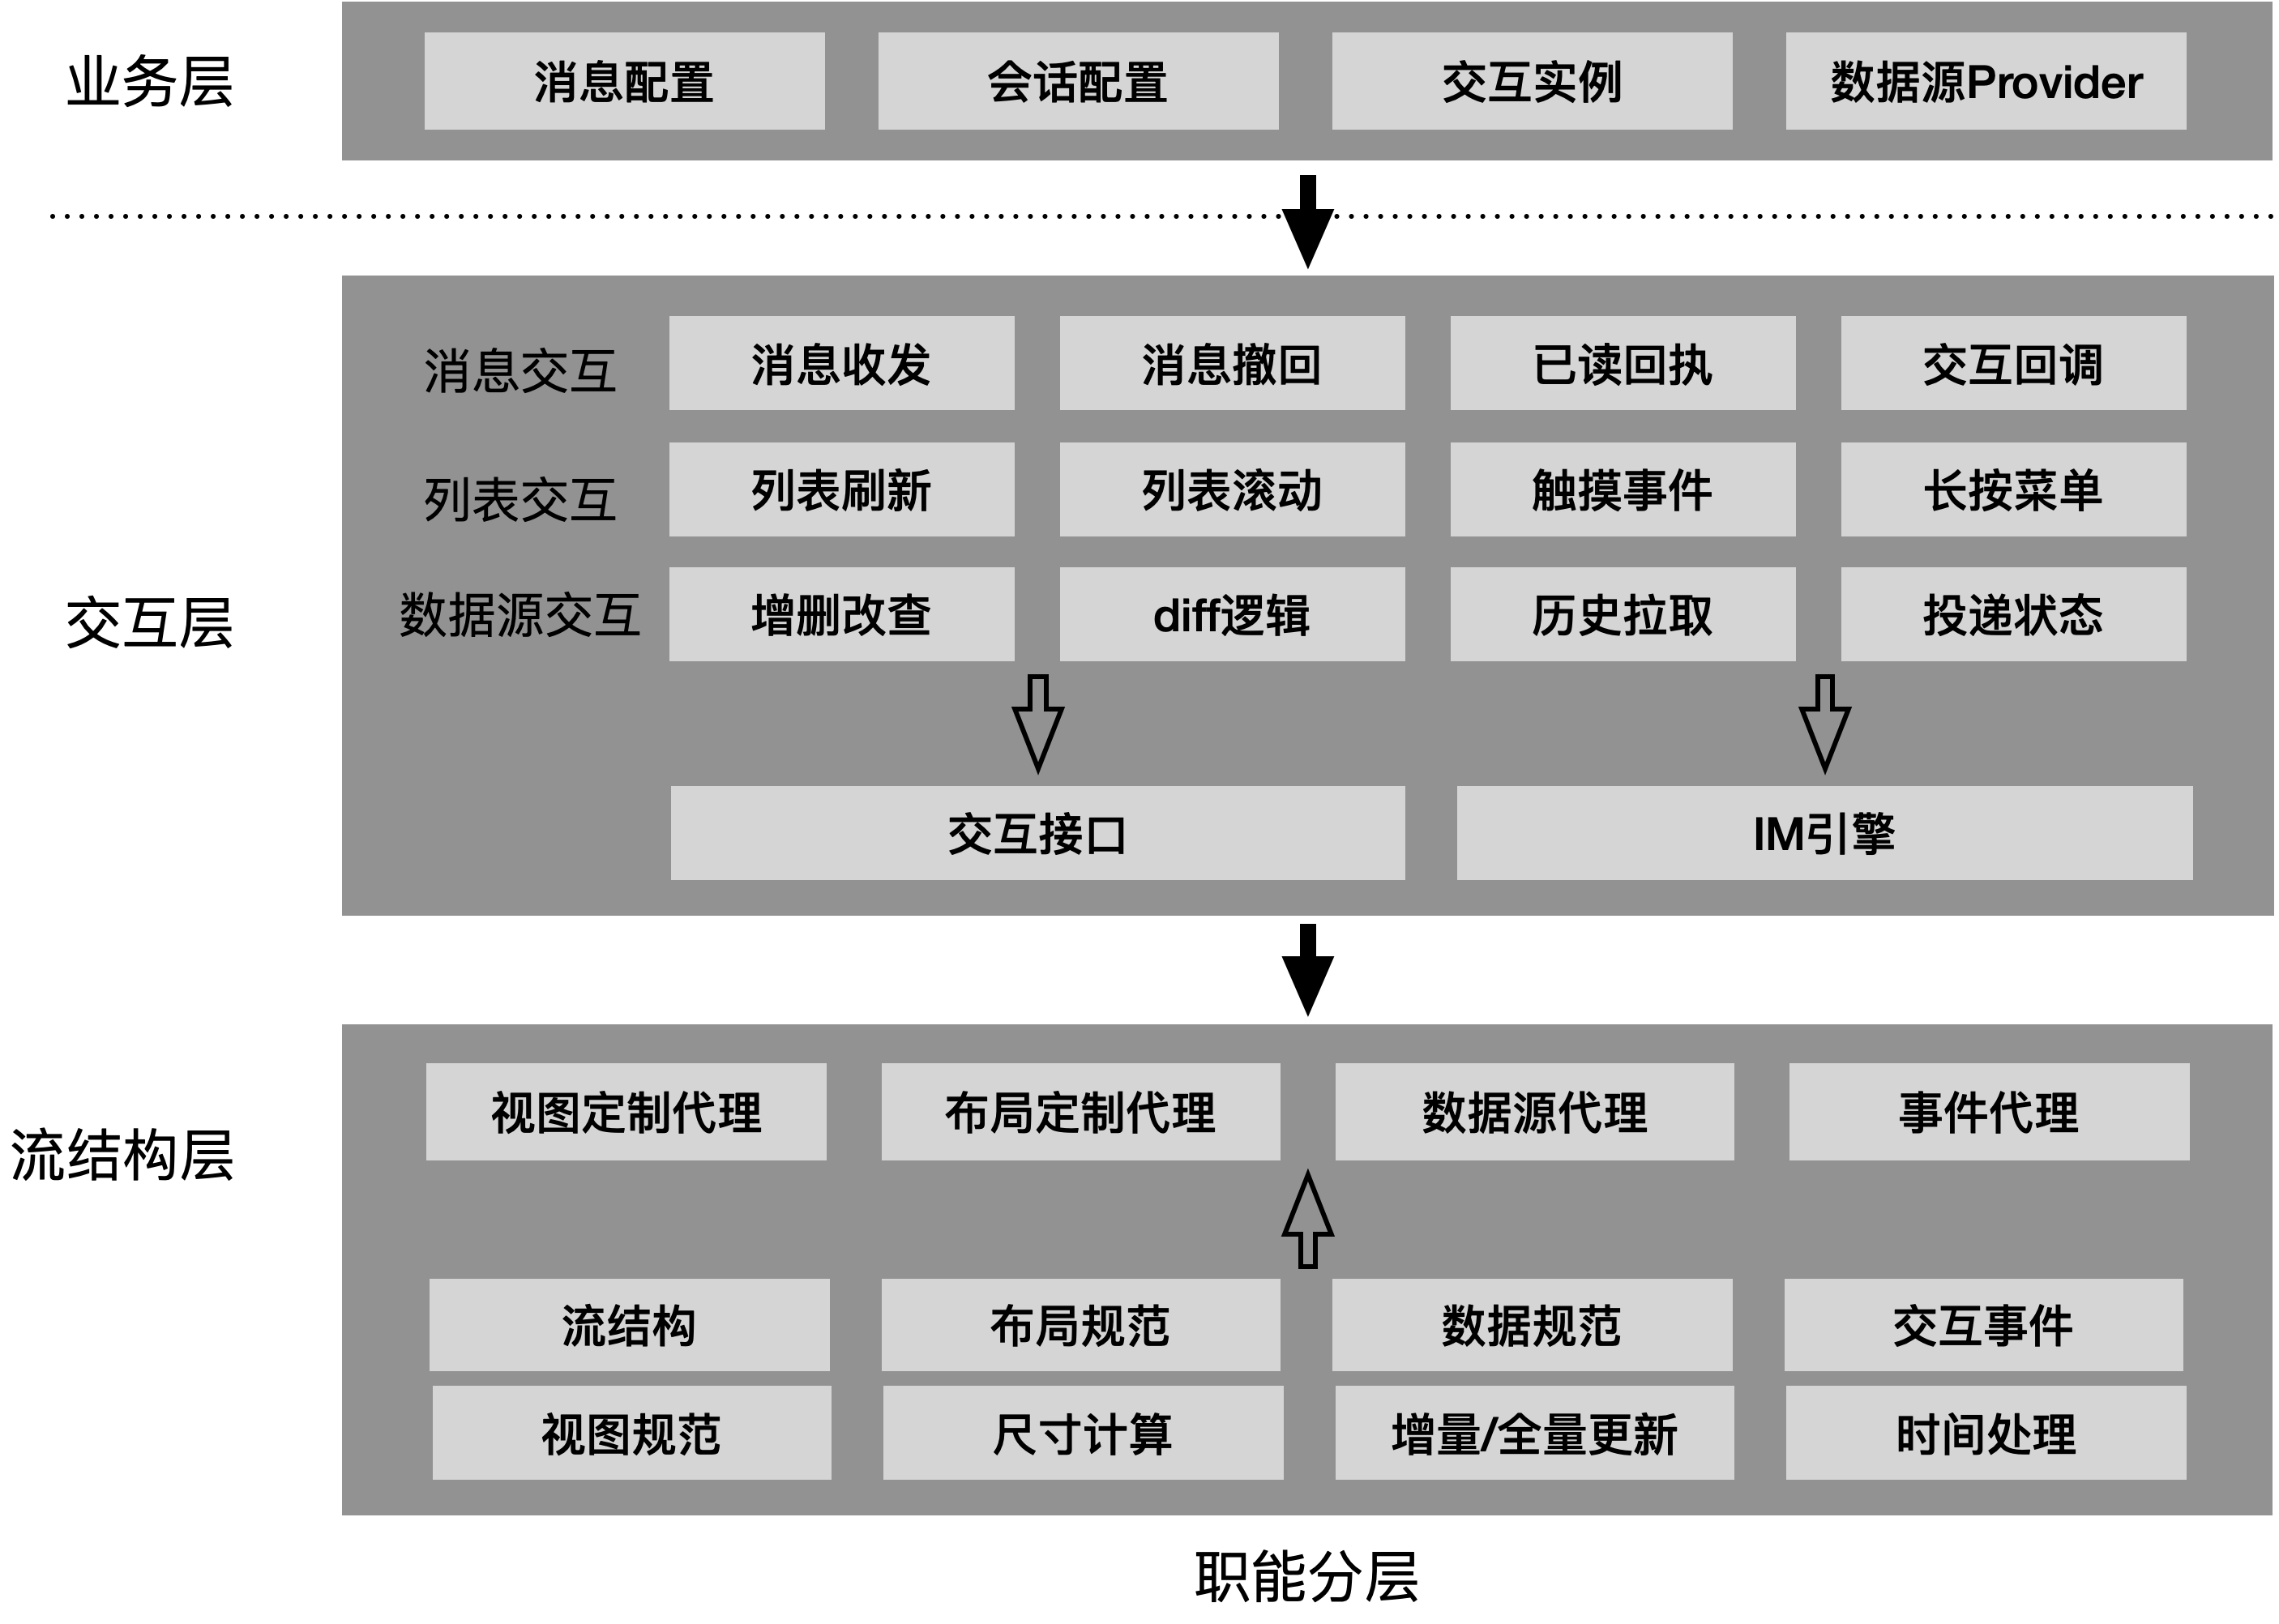 业务层
消息配置
会话配置
交互实例
数据源Provider
交互层
消息交互
消息收发
消息撤回
已读回执
交互回调
列表交互
列表刷新
列表滚动
触摸事件
长按菜单
数据源交互
增删改查
diff逻辑
历史拉取
投递状态
交互接口
IM引擎
流结构层
视图定制代理
布局定制代理
数据源代理
事件代理
流结构
布局规范
数据规范
交互事件
视图规范
尺寸计算
增量/全量更新
时间处理
职能分层